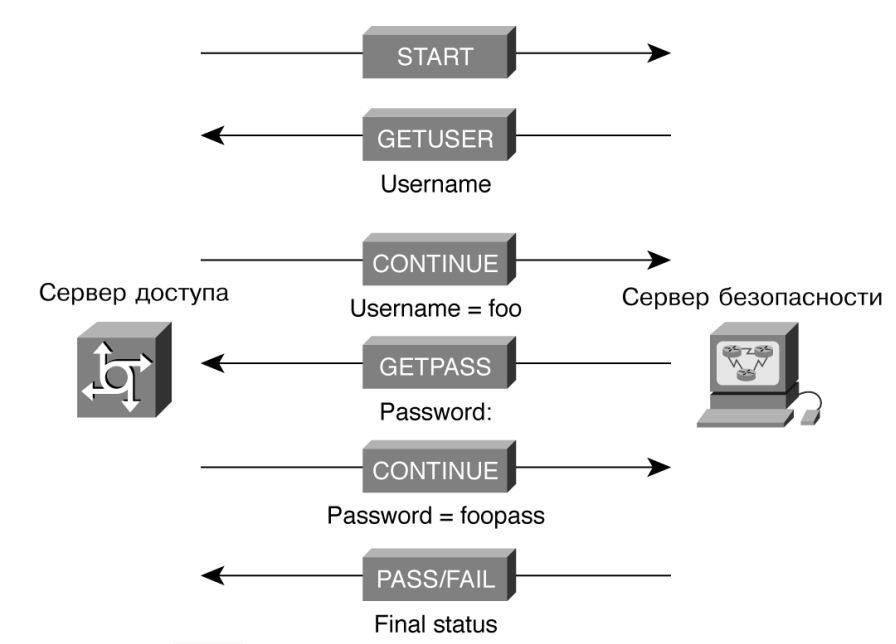 START
GETUSER
Username
CONTINUE
Username = foo
Сервер доступа
Сервер безопасности
GETPASS
Password:
CONTINUE
Password = foopass
PASS/FAIL
Final status